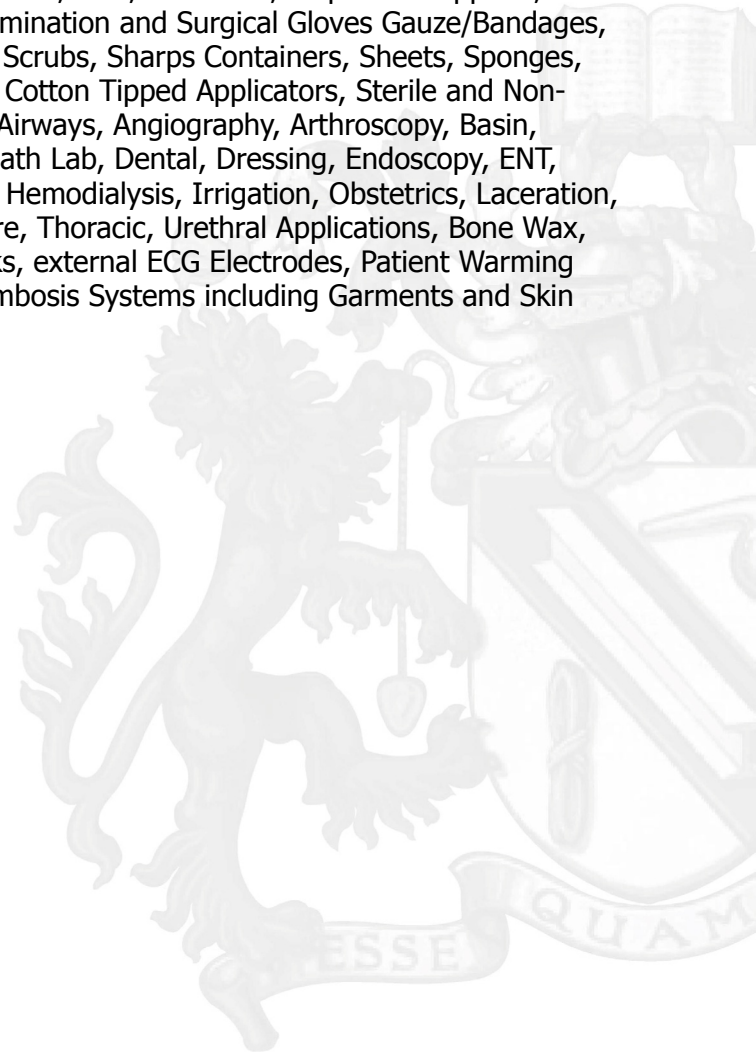 mination and Surgical Gloves Gauze/Bandages,
Scrubs, Sharps Containers, Sheets, Sponges,
Cotton Tipped Applicators, Sterile and Non-
Airways, Angiography, Arthroscopy, Basin,
ath Lab, Dental, Dressing, Endoscopy, ENT,
Hemodialysis, Irrigation, Obstetrics, Laceration,
re, Thoracic, Urethral Applications, Bone Wax,
s, external ECG Electrodes, Patient Warming
mbosis Systems including Garments and Skin
ESSE QUAM